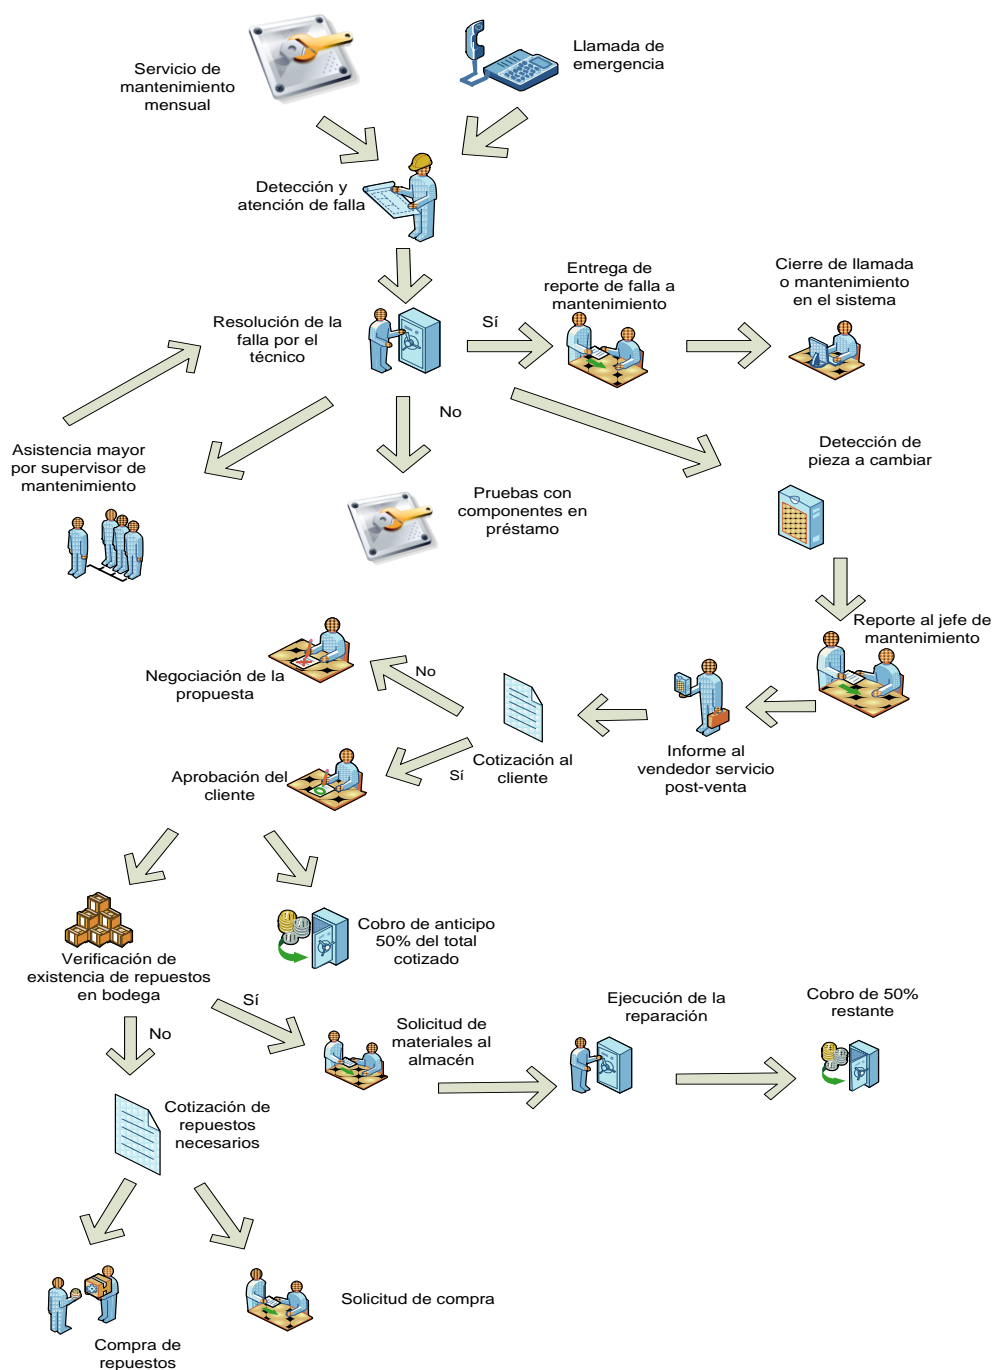 Servicio de
mantenimiento
mensual
Llamada de
emergencia
Detección y
atención de falla
Entrega de
reporte de falla a
mantenimiento
Cierre de llamada
o mantenimiento
en el sistema
Resolución de la
falla por el
técnico
Sí
No
Asistencia mayor
por supervisor de
mantenimiento
Detección de
pieza a cambiar
Pruebas con
componentes en
préstamo
Reporte al jefe de
mantenimiento
Negociación de la
propuesta
No
Informe al
vendedor servicio
post-venta
Cotización al
cliente
Sí
Aprobación del
cliente
Cobro de anticipo
50% del total
cotizado
Verificación de
existencia de repuestos
en bodega
Sí
No
Solicitud de
materiales al
almacén
Ejecución de la
reparación
Cobro de 50%
restante
Cotización de
repuestos
necesarios
Solicitud de compra
Compra de
repuestos